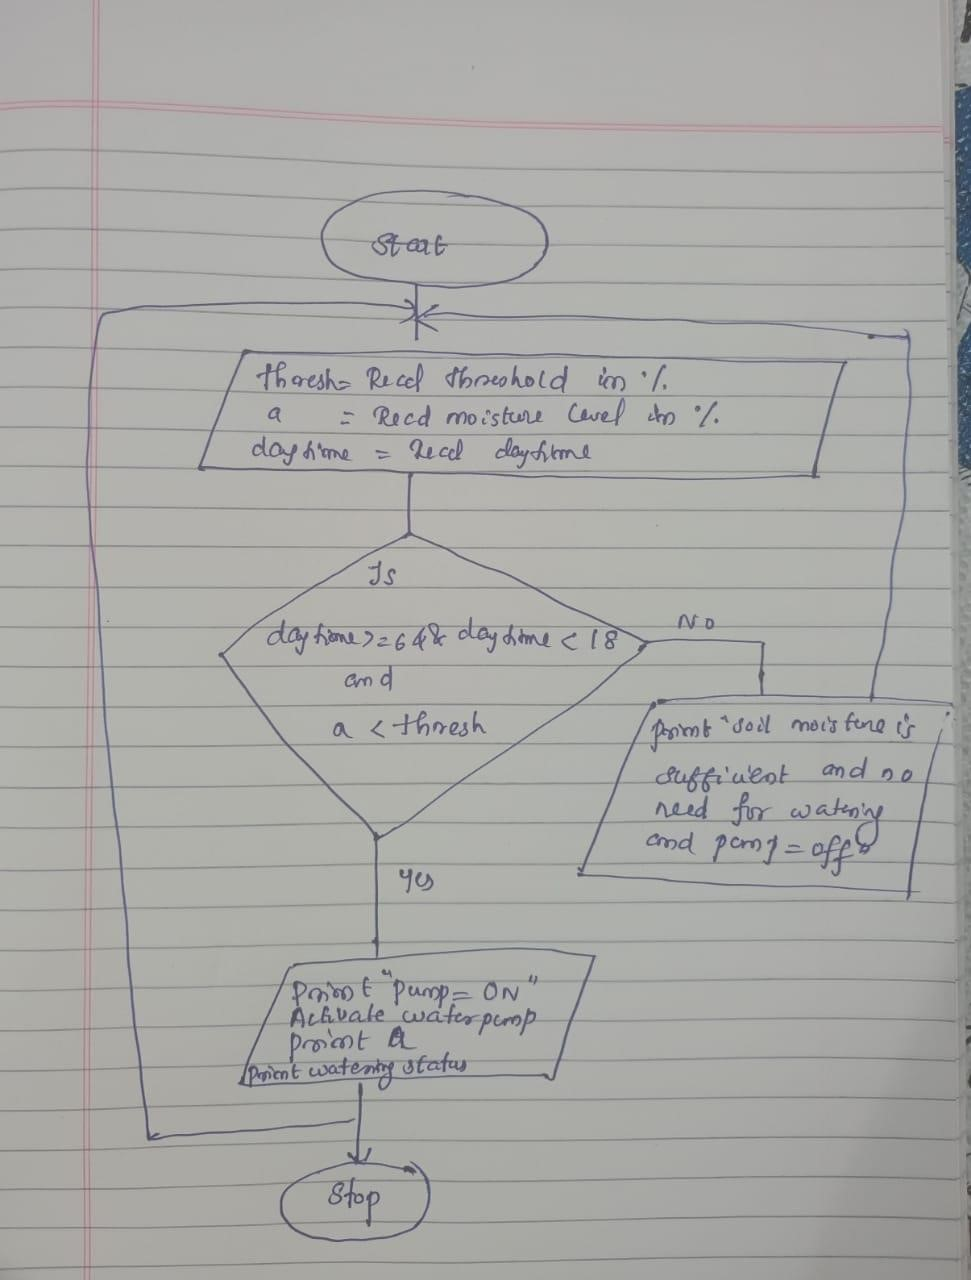 Start
thresh= Read threshold in %.
a = Read moisture level in %.
daytime = Read daytime
Is
daytime>=6 && daytime < 18
and
a < thresh
No
print "soil moisture is
sufficient and no
need for watering
and pump = off"
yes
Print "Pump= ON"
Activate waterpump
print a
Print watering status
Stop